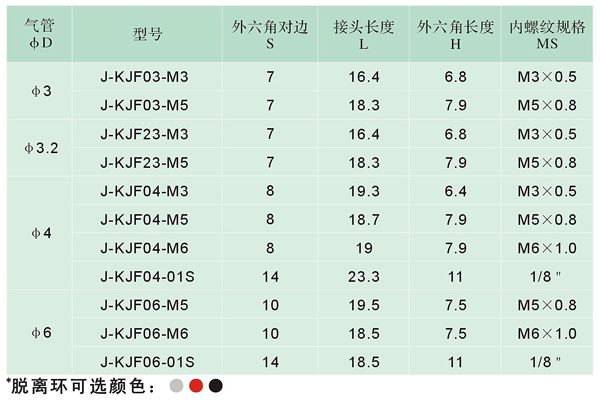 气管 型号 外六角对边 接头长度 外六角长度 内螺纹规格
φD S L H MS
φ3 J-KJF03-M3 7 16.4 6.8 M3×0.5
J-KJF03-M5 7 18.3 7.9 M5×0.8
φ3.2 J-KJF23-M3 7 16.4 6.8 M3×0.5
J-KJF23-M5 7 18.3 7.9 M5×0.8
φ4 J-KJF04-M3 8 19.3 6.4 M3×0.5
J-KJF04-M5 8 18.7 7.9 M5×0.8
J-KJF04-M6 8 19 7.9 M6×1.0
J-KJF04-01S 14 23.3 11 1/8"
φ6 J-KJF06-M5 10 19.5 7.5 M5×0.8
J-KJF06-M6 10 18.5 7.5 M6×1.0
J-KJF06-01S 14 18.5 11 1/8"
*脱离环可选颜色：